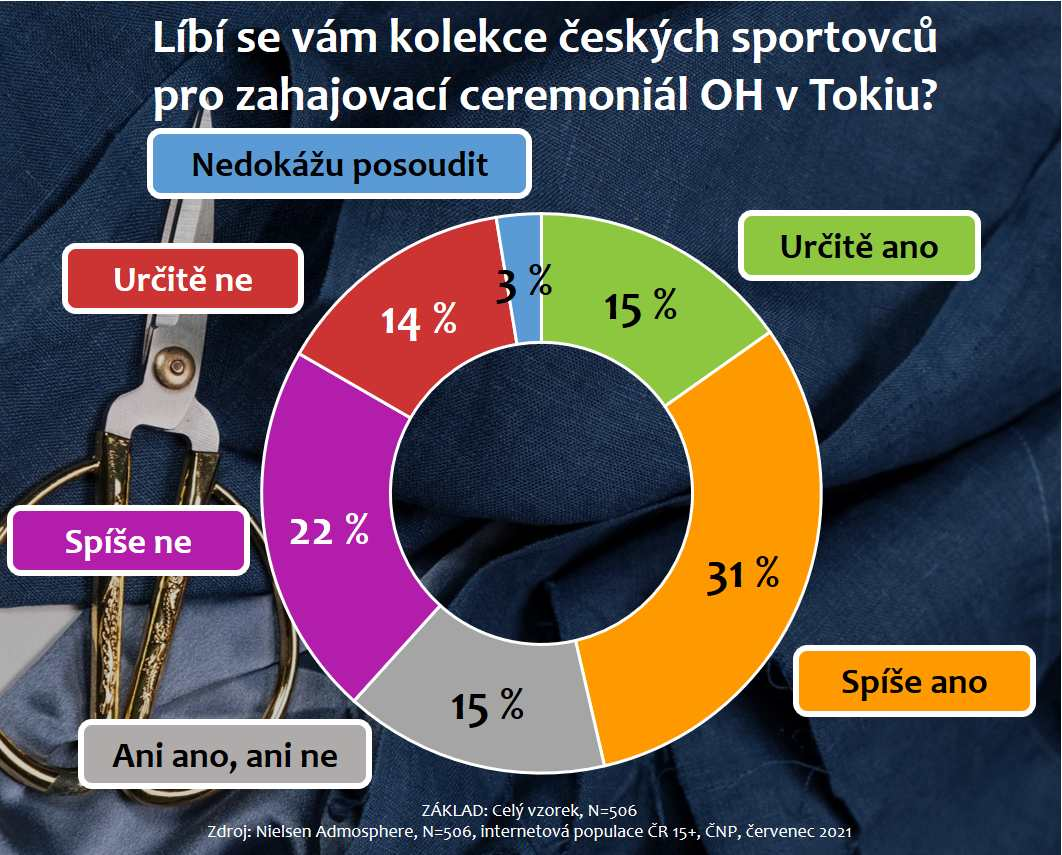 Líbí se vám kolekce českých sportovců
pro zahajovací ceremoniál OH v Tokiu?
Nedokážu posoudit
Určitě ano
Určitě ne
3 %
15 %
14 %
22 %
Spíše ne
31 %
Spíše ano
15 %
Ani ano, ani ne
ZÁKLAD: Celý vzorek, N=506
Zdroj: Nielsen Admosphere, N=506, internetová populace ČR 15+, ČNP, červenec 2021